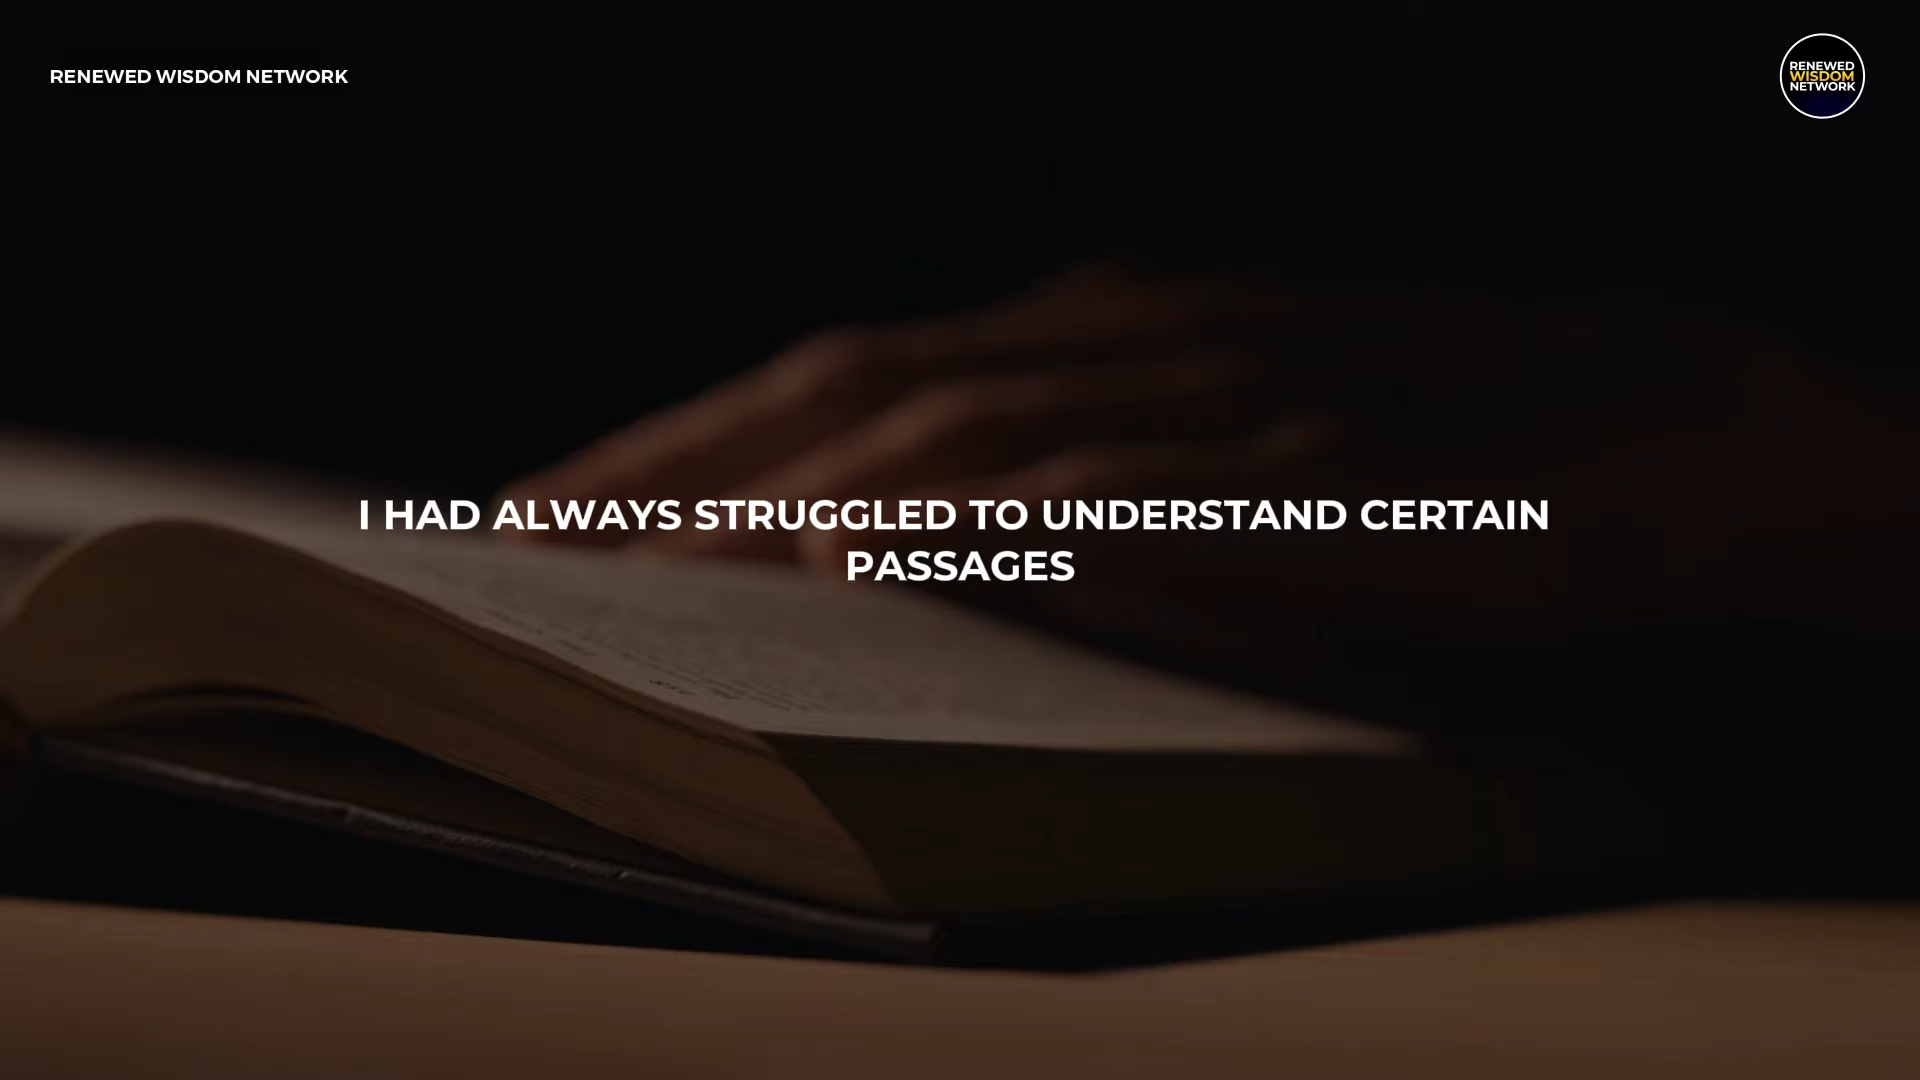 RENEWED WISDOM NETWORK
RENEWED
WISDOM
NETWORK
I HAD ALWAYS STRUGGLED TO UNDERSTAND CERTAIN
PASSAGES